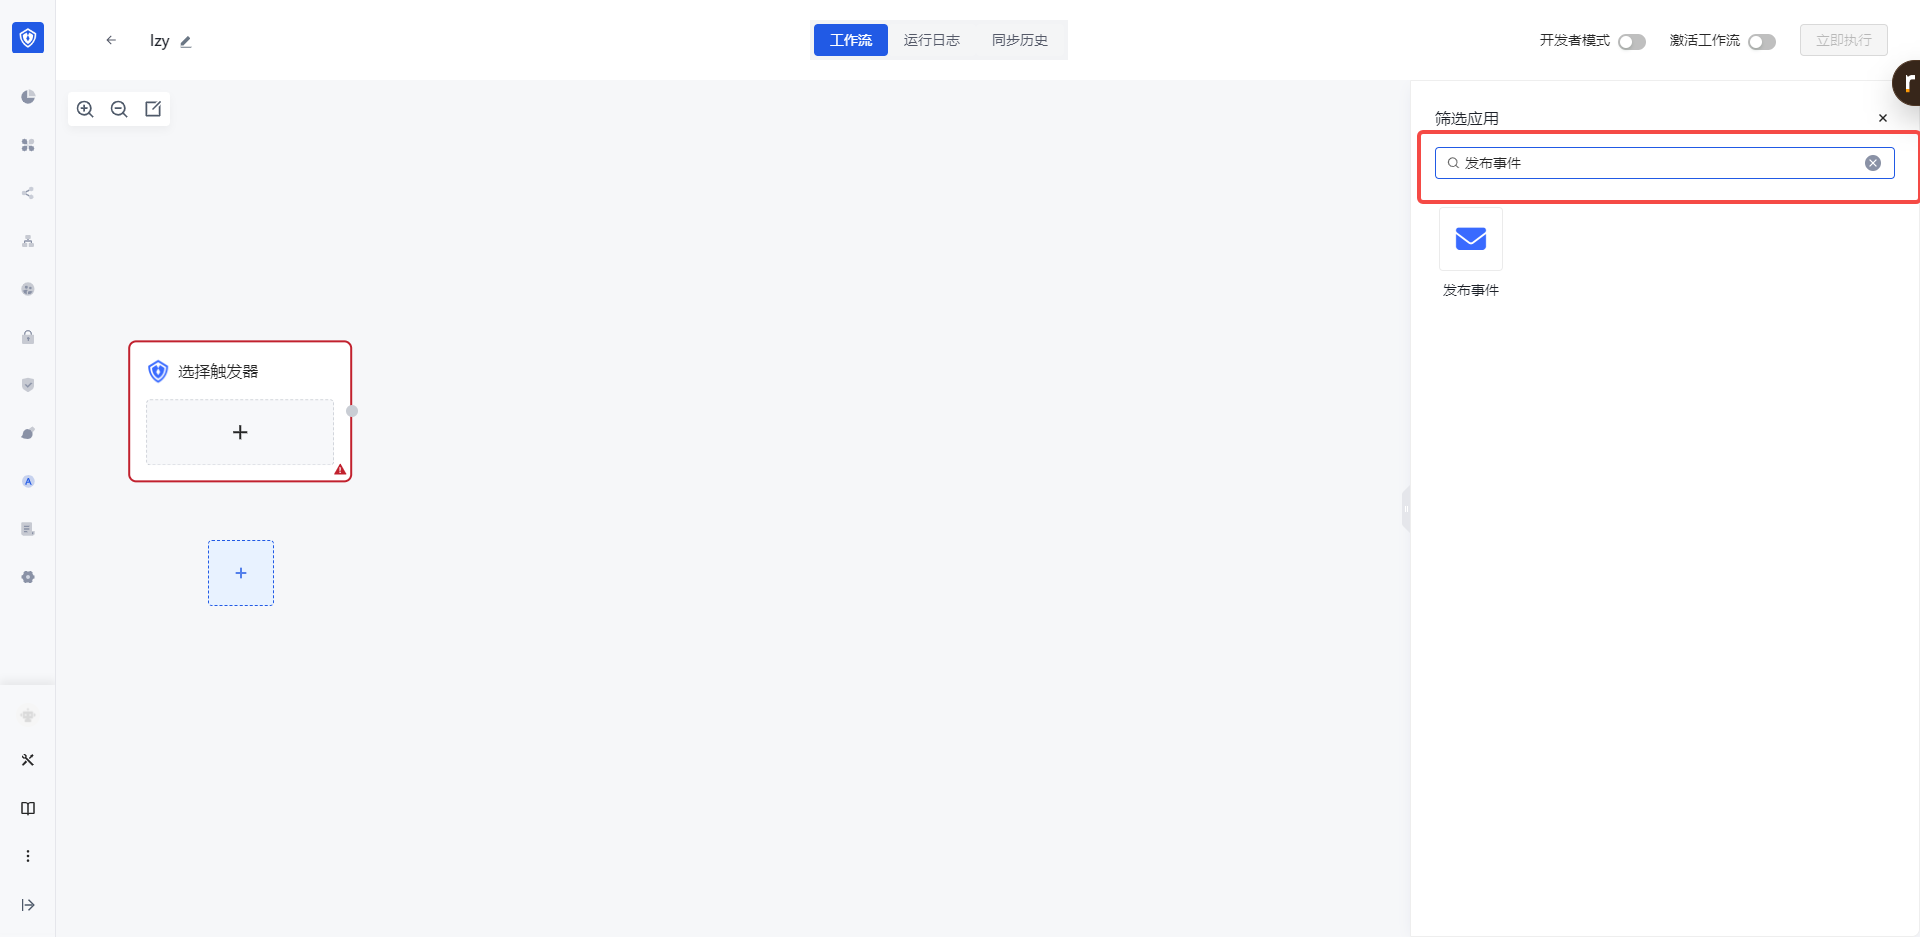 lzy
工作流 运行日志 同步历史
开发者模式 激活工作流 立即执行
筛选应用
发布事件
发布事件
选择触发器